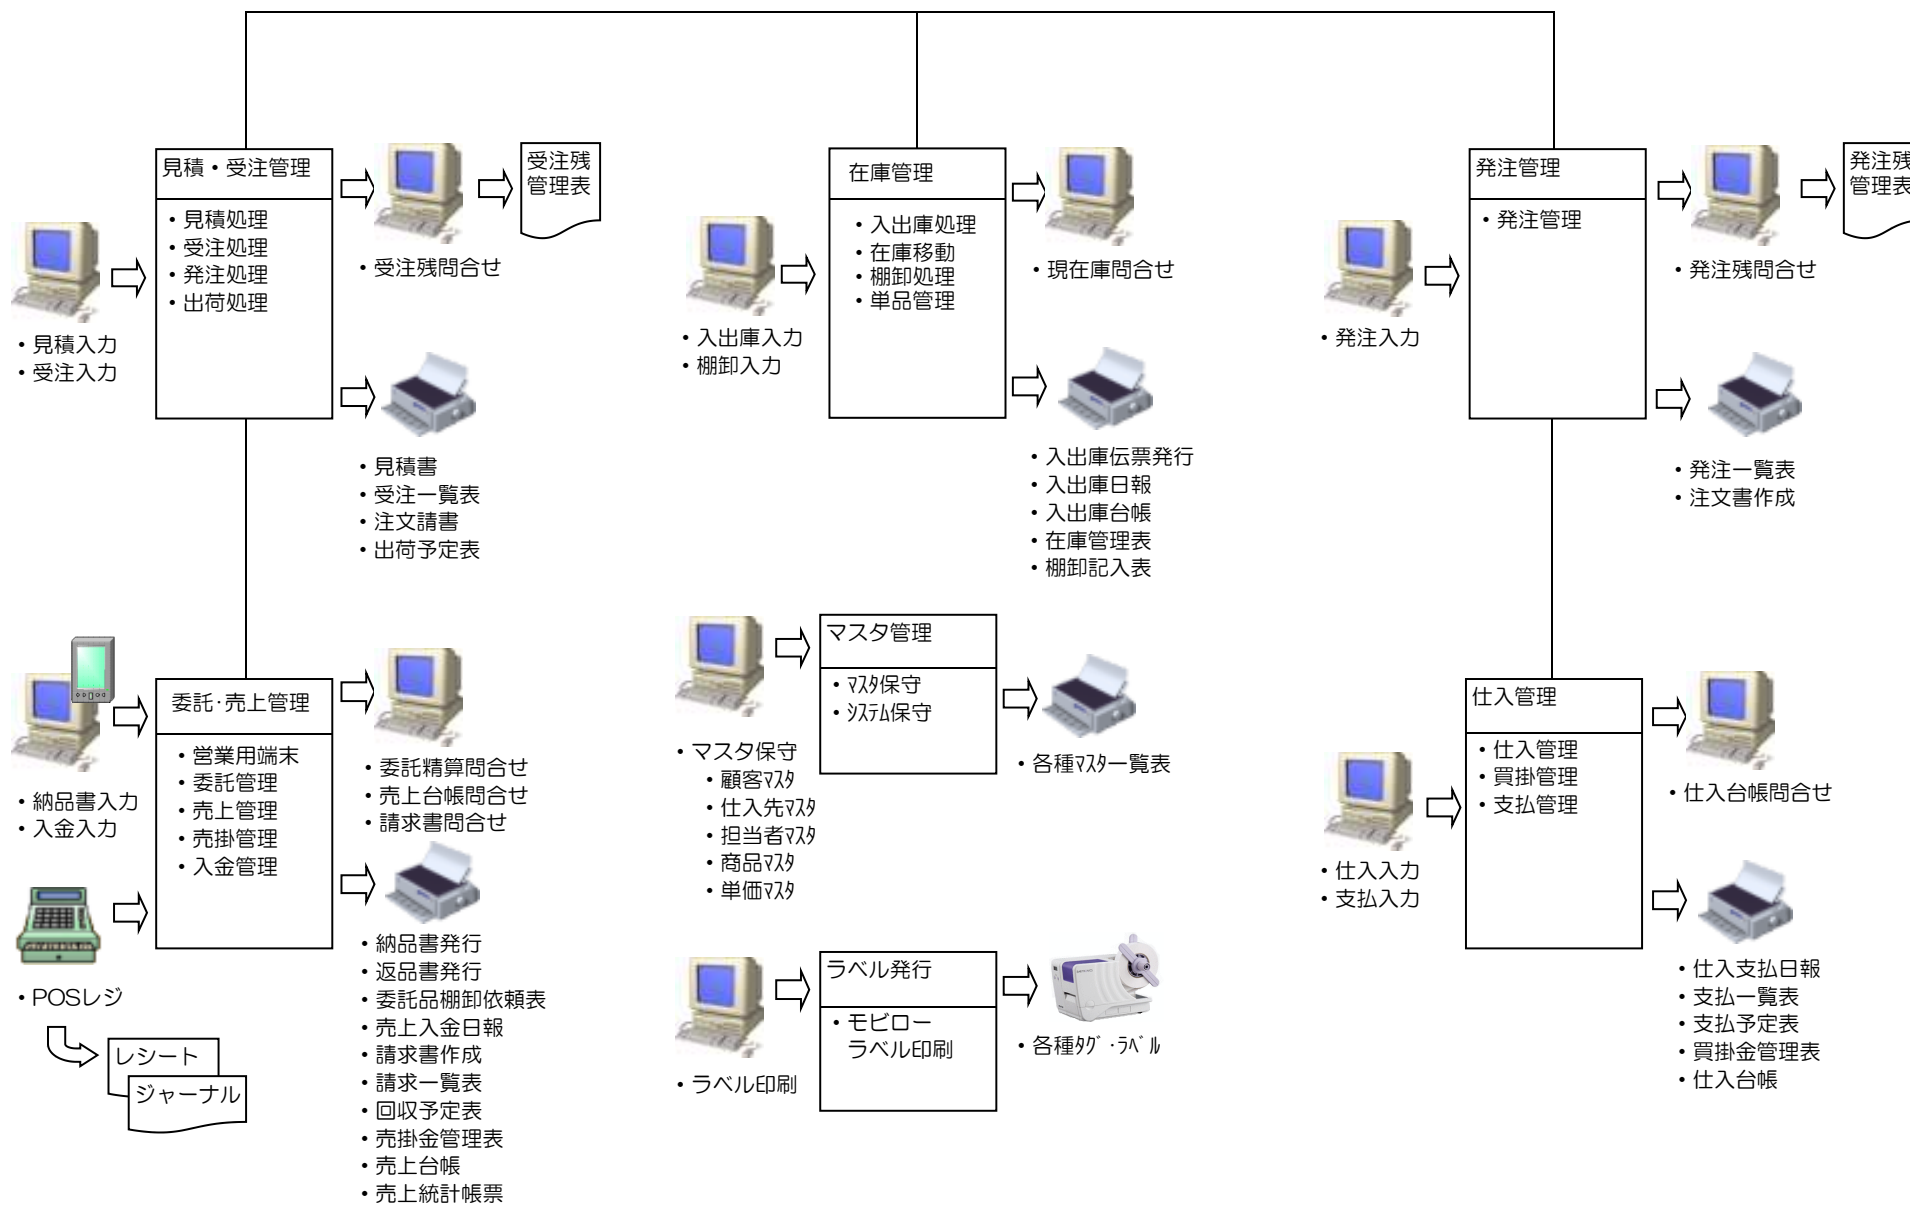 見積・受注管理
・見積処理
・受注処理
・発注処理
・出荷処理
・見積入力
・受注入力
・受注残問合せ
受注残
管理表
・見積書
・受注一覧表
・注文請書
・出荷予定表
在庫管理
・入出庫処理
・在庫移動
・棚卸処理
・単品管理
・入出庫入力
・棚卸入力
・現在庫問合せ
・入出庫伝票発行
・入出庫日報
・入出庫台帳
・在庫管理表
・棚卸記入表
発注管理
・発注管理
・発注入力
・発注残問合せ
発注残
管理表
・発注一覧表
・注文書作成
委託･売上管理
・営業用端末
・委託管理
・売上管理
・売掛管理
・入金管理
・納品書入力
・入金入力
・POSレジ
レシート
ジャーナル
・委託精算問合せ
・売上台帳問合せ
・請求書問合せ
・納品書発行
・返品書発行
・委託品棚卸依頼表
・売上入金日報
・請求書作成
・請求一覧表
・回収予定表
・売掛金管理表
・売上台帳
・売上統計帳票
マスタ管理
・ﾏｽﾀ保守
・ｼｽﾃﾑ保守
・マスタ保守
・顧客ﾏｽﾀ
・仕入先ﾏｽﾀ
・担当者ﾏｽﾀ
・商品ﾏｽﾀ
・単価ﾏｽﾀ
・各種ﾏｽﾀ一覧表
ラベル発行
・モビロー
ラベル印刷
・ラベル印刷
・各種ﾀｸﾞ･ﾗﾍﾞﾙ
仕入管理
・仕入管理
・買掛管理
・支払管理
・仕入入力
・支払入力
・仕入台帳問合せ
・仕入支払日報
・支払一覧表
・支払予定表
・買掛金管理表
・仕入台帳